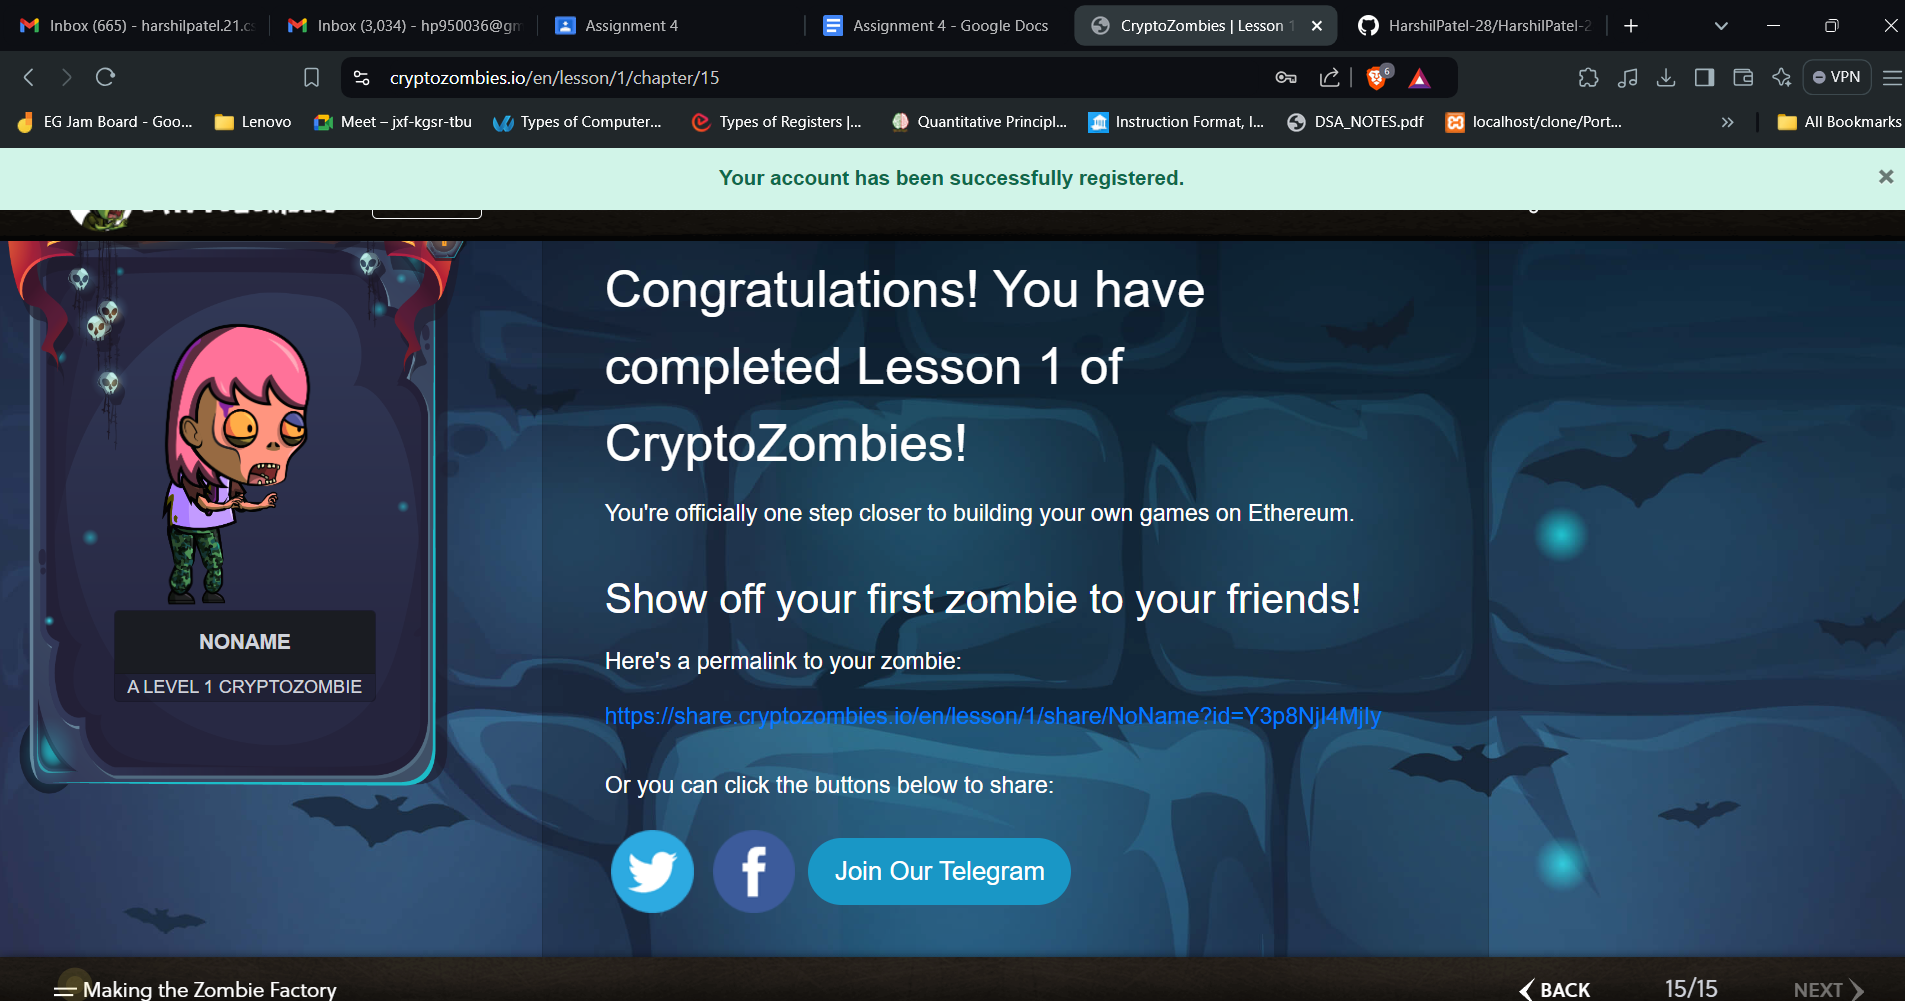 Inbox (665) - harshilpatel.21.cs
Inbox (3,034) - hp950036@gm
Assignment 4
Assignment 4 - Google Docs
CryptoZombies | Lesson 1
HarshilPatel-28/HarshilPatel-2
cryptozombies.io/en/lesson/1/chapter/15
6
VPN
EG Jam Board - Goo...
Lenovo
Meet – jxf-kgsr-tbu
Types of Computer...
Types of Registers |...
Quantitative Principl...
Instruction Format, I...
DSA_NOTES.pdf
localhost/clone/Port...
All Bookmarks
Your account has been successfully registered.
Congratulations! You have
completed Lesson 1 of
CryptoZombies!
You're officially one step closer to building your own games on Ethereum.
Show off your first zombie to your friends!
Here's a permalink to your zombie:
https://share.cryptozombies.io/en/lesson/1/share/NoName?id=Y3p8NjI4MjIy
Or you can click the buttons below to share:
Join Our Telegram
NONAME
A LEVEL 1 CRYPTOZOMBIE
Making the Zombie Factory
BACK
15/15
NEXT